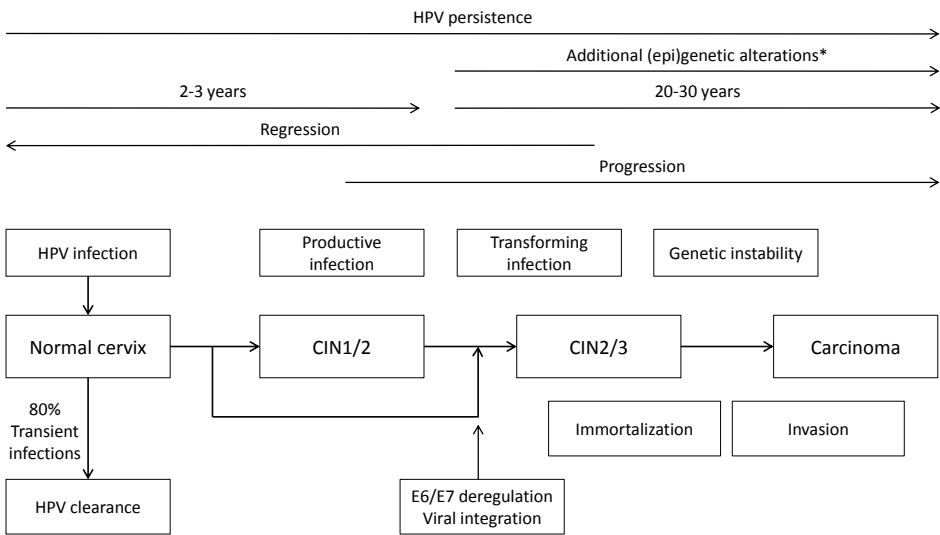 HPV persistence
Additional (epi)genetic alterations*
2-3 years
20-30 years
Regression
Progression
HPV infection
Productive
infection
Transforming
infection
Genetic instability
Normal cervix
CIN1/2
CIN2/3
Carcinoma
80%
Transient
infections
Immortalization
Invasion
HPV clearance
E6/E7 deregulation
Viral integration